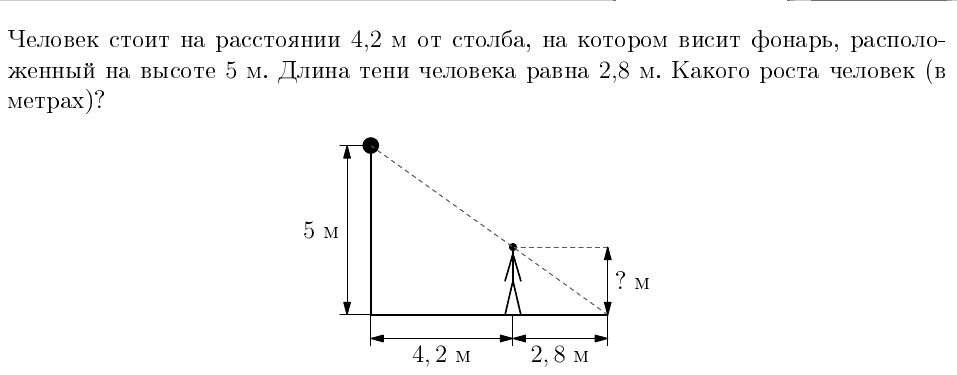 Человек стоит на расстоянии 4,2 м от столба, на котором висит фонарь, располо-
женный на высоте 5 м. Длина тени человека равна 2,8 м. Какого роста человек (в
метрах)?
5 м
? м
4, 2 м
2, 8 м